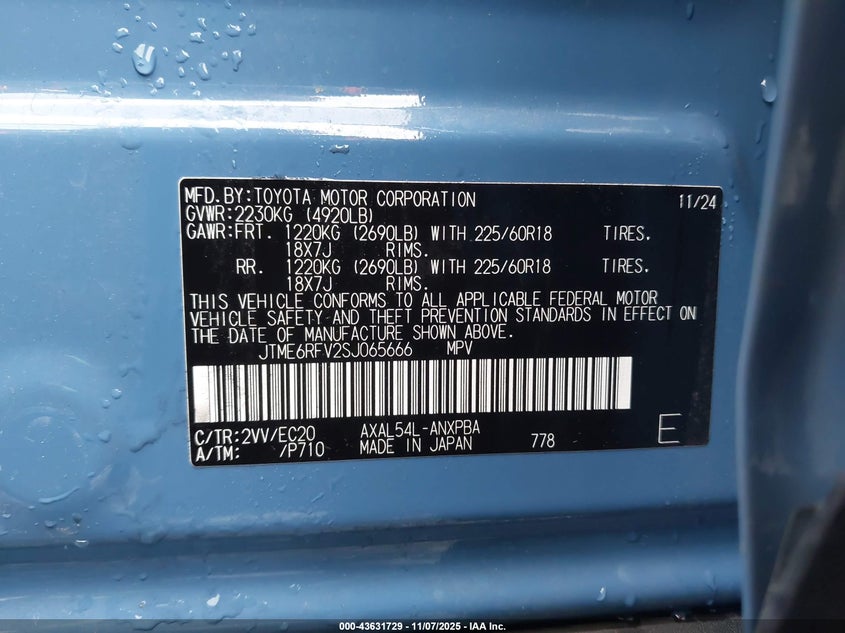 MFD.BY:TOYOTA MOTOR CORPORATION 11/24
GVWR:2230KG (4920LB)
GAWR:FRT. 1220KG (2690LB) WITH 225/60R18 TIRES.
18X7J RIMS.
RR. 1220KG (2690LB) WITH 225/60R18 TIRES.
18X7J RIMS.
THIS VEHICLE CONFORMS TO ALL APPLICABLE FEDERAL MOTOR
VEHICLE SAFETY AND THEFT PREVENTION STANDARDS IN EFFECT ON
THE DATE OF MANUFACTURE SHOWN ABOVE.
JTME6RFV2SJ065666 MPV
C/TR:2VV/EC20 AXAL54L-ANXPBA E
A/TM: /P710 MADE IN JAPAN 778
000-43631729 - 11/07/2025 - IAA Inc.